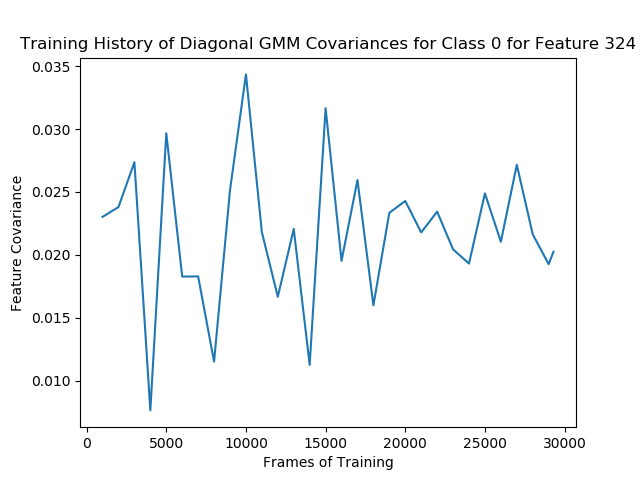 Training History of Diagonal GMM Covariances for Class 0 for Feature 324
0.035
0.030
0.025
0.020
0.015
0.010
Feature Covariance
0 5000 10000 15000 20000 25000 30000
Frames of Training